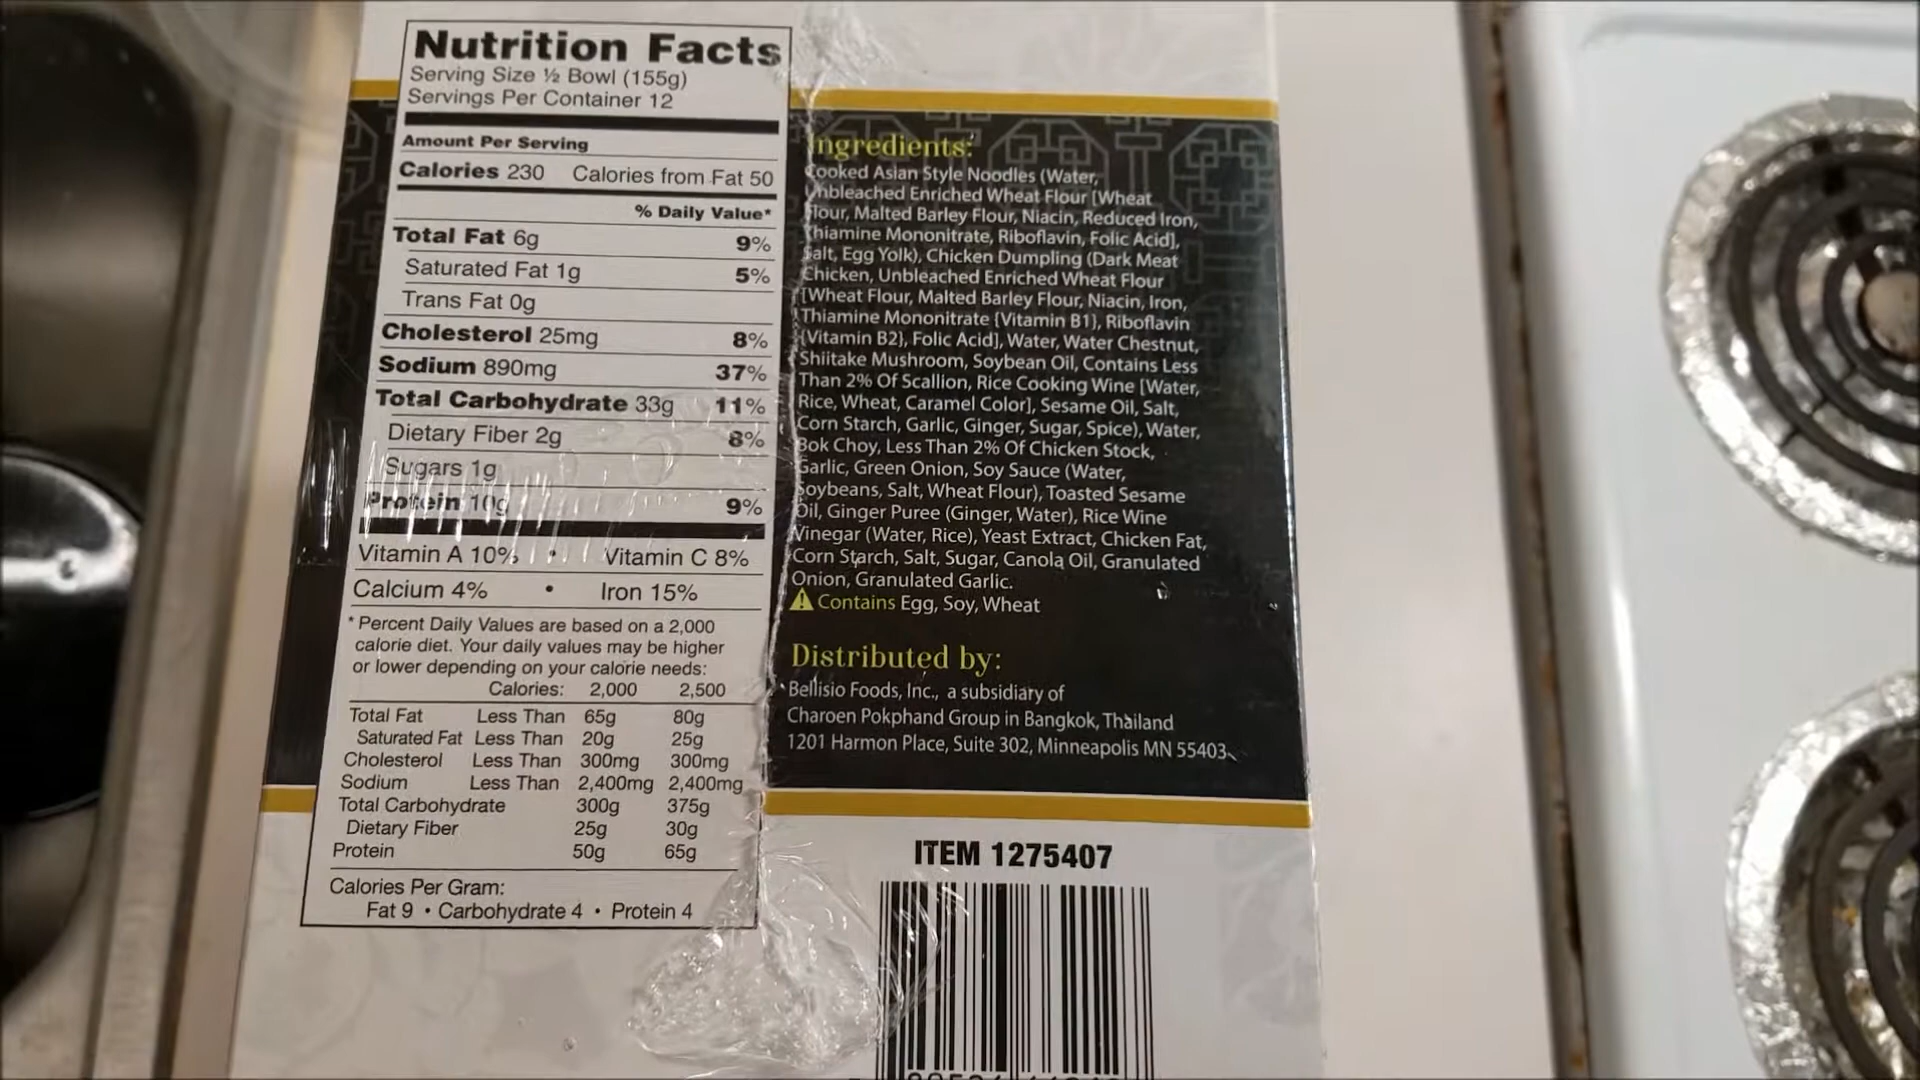 Nutrition Facts
Serving Size ½ Bowl (155g)
Servings Per Container 12
Amount Per Serving
Calories 230 Calories from Fat 50
% Daily Value*
Total Fat 6g 9%
Saturated Fat 1g 5%
Trans Fat 0g
Cholesterol 25mg 8%
Sodium 890mg 37%
Total Carbohydrate 33g 11%
Dietary Fiber 2g 8%
Sugars 1g
Protein 10g 9%
Vitamin A 10% • Vitamin C 8%
Calcium 4% • Iron 15%
* Percent Daily Values are based on a 2,000
calorie diet. Your daily values may be higher
or lower depending on your calorie needs:
Calories: 2,000 2,500
Total Fat Less Than 65g 80g
Saturated Fat Less Than 20g 25g
Cholesterol Less Than 300mg 300mg
Sodium Less Than 2,400mg 2,400mg
Total Carbohydrate 300g 375g
Dietary Fiber 25g 30g
Protein 50g 65g
Calories Per Gram:
Fat 9 • Carbohydrate 4 • Protein 4
Ingredients:
Cooked Asian Style Noodles (Water,
Unbleached Enriched Wheat Flour [Wheat
Flour, Malted Barley Flour, Niacin, Reduced Iron,
Thiamine Mononitrate, Riboflavin, Folic Acid],
Salt, Egg Yolk), Chicken Dumpling (Dark Meat
Chicken, Unbleached Enriched Wheat Flour
[Wheat Flour, Malted Barley Flour, Niacin, Iron,
Thiamine Mononitrate {Vitamin B1}, Riboflavin
{Vitamin B2}, Folic Acid], Water, Water Chestnut,
Shiitake Mushroom, Soybean Oil, Contains Less
Than 2% Of Scallion, Rice Cooking Wine [Water,
Rice, Wheat, Caramel Color], Sesame Oil, Salt,
Corn Starch, Garlic, Ginger, Sugar, Spice), Water,
Bok Choy, Less Than 2% Of Chicken Stock,
Garlic, Green Onion, Soy Sauce (Water,
Soybeans, Salt, Wheat Flour), Toasted Sesame
Oil, Ginger Puree (Ginger, Water), Rice Wine
Vinegar (Water, Rice), Yeast Extract, Chicken Fat,
Corn Starch, Salt, Sugar, Canola Oil, Granulated
Onion, Granulated Garlic.
Contains Egg, Soy, Wheat
Distributed by:
Bellisio Foods, Inc., a subsidiary of
Charoen Pokphand Group in Bangkok, Thailand
1201 Harmon Place, Suite 302, Minneapolis MN 55403
ITEM 1275407